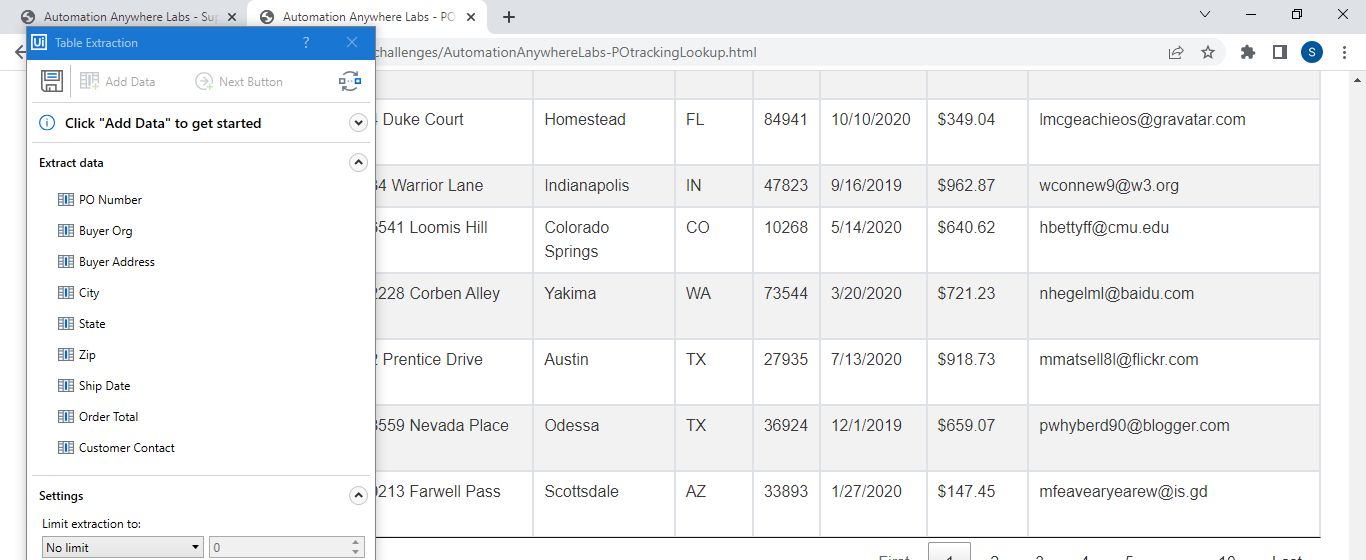 Automation Anywhere Labs - Sup
Automation Anywhere Labs - PO
Ui Table Extraction ?
challenges/AutomationAnywhereLabs-POtrackingLookup.html
S
Add Data Next Button
Click "Add Data" to get started
Extract data
PO Number
Buyer Org
Buyer Address
City
State
Zip
Ship Date
Order Total
Customer Contact
Settings
Limit extraction to:
No limit 0
Duke Court Homestead FL 84941 10/10/2020 $349.04 lmcgeachieos@gravatar.com
34 Warrior Lane Indianapolis IN 47823 9/16/2019 $962.87 wconnew9@w3.org
6541 Loomis Hill Colorado Springs CO 10268 5/14/2020 $640.62 hbettyff@cmu.edu
2228 Corben Alley Yakima WA 73544 3/20/2020 $721.23 nhegelml@baidu.com
2 Prentice Drive Austin TX 27935 7/13/2020 $918.73 mmatsell8l@flickr.com
3559 Nevada Place Odessa TX 36924 12/1/2019 $659.07 pwhyberd90@blogger.com
0213 Farwell Pass Scottsdale AZ 33893 1/27/2020 $147.45 mfeavearyearew@is.gd
First 1 2 3 4 5 10 Last